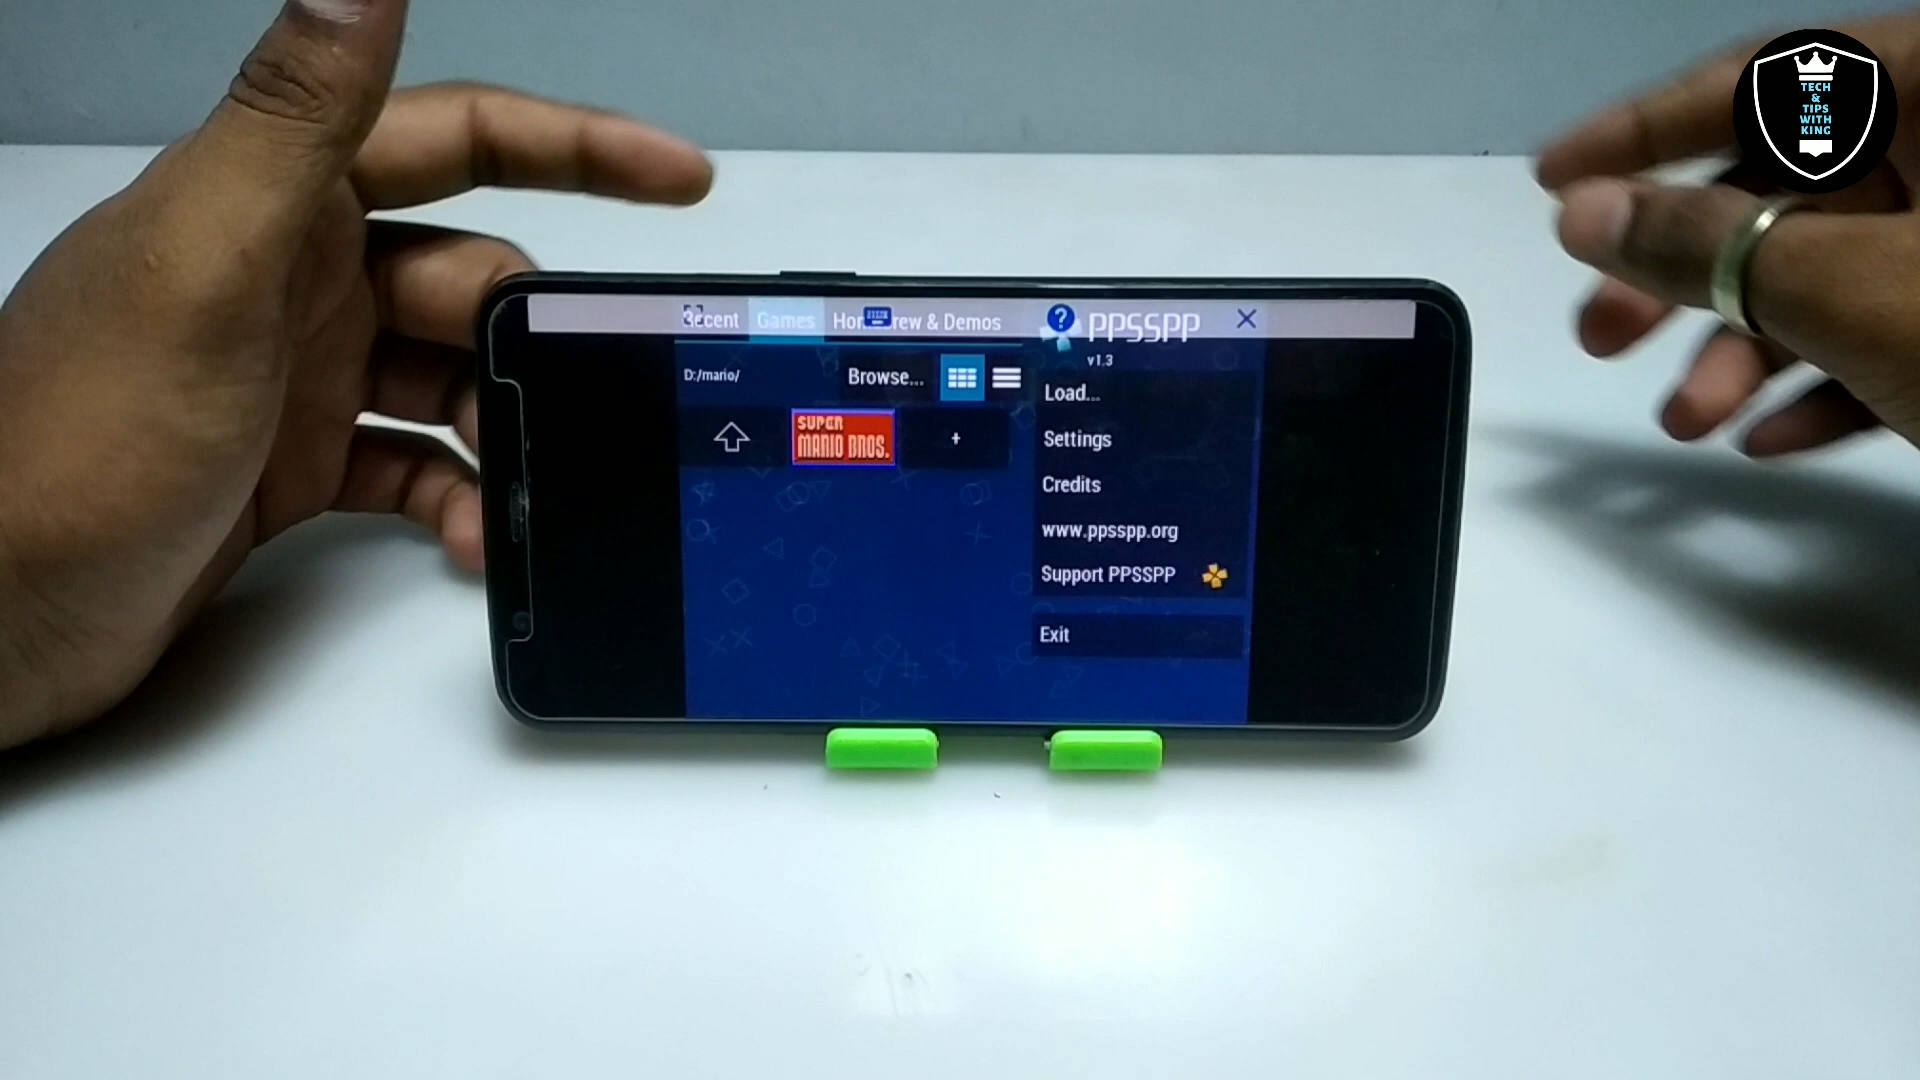 TECH
&
TIPS
WITH
KING
Recent Games Homebrew & Demos
? PPSSPP
v1.3
D:/mario/ Browse...
SUPER
MARIO BROS.
+
Load...
Settings
Credits
www.ppsspp.org
Support PPSSPP
Exit